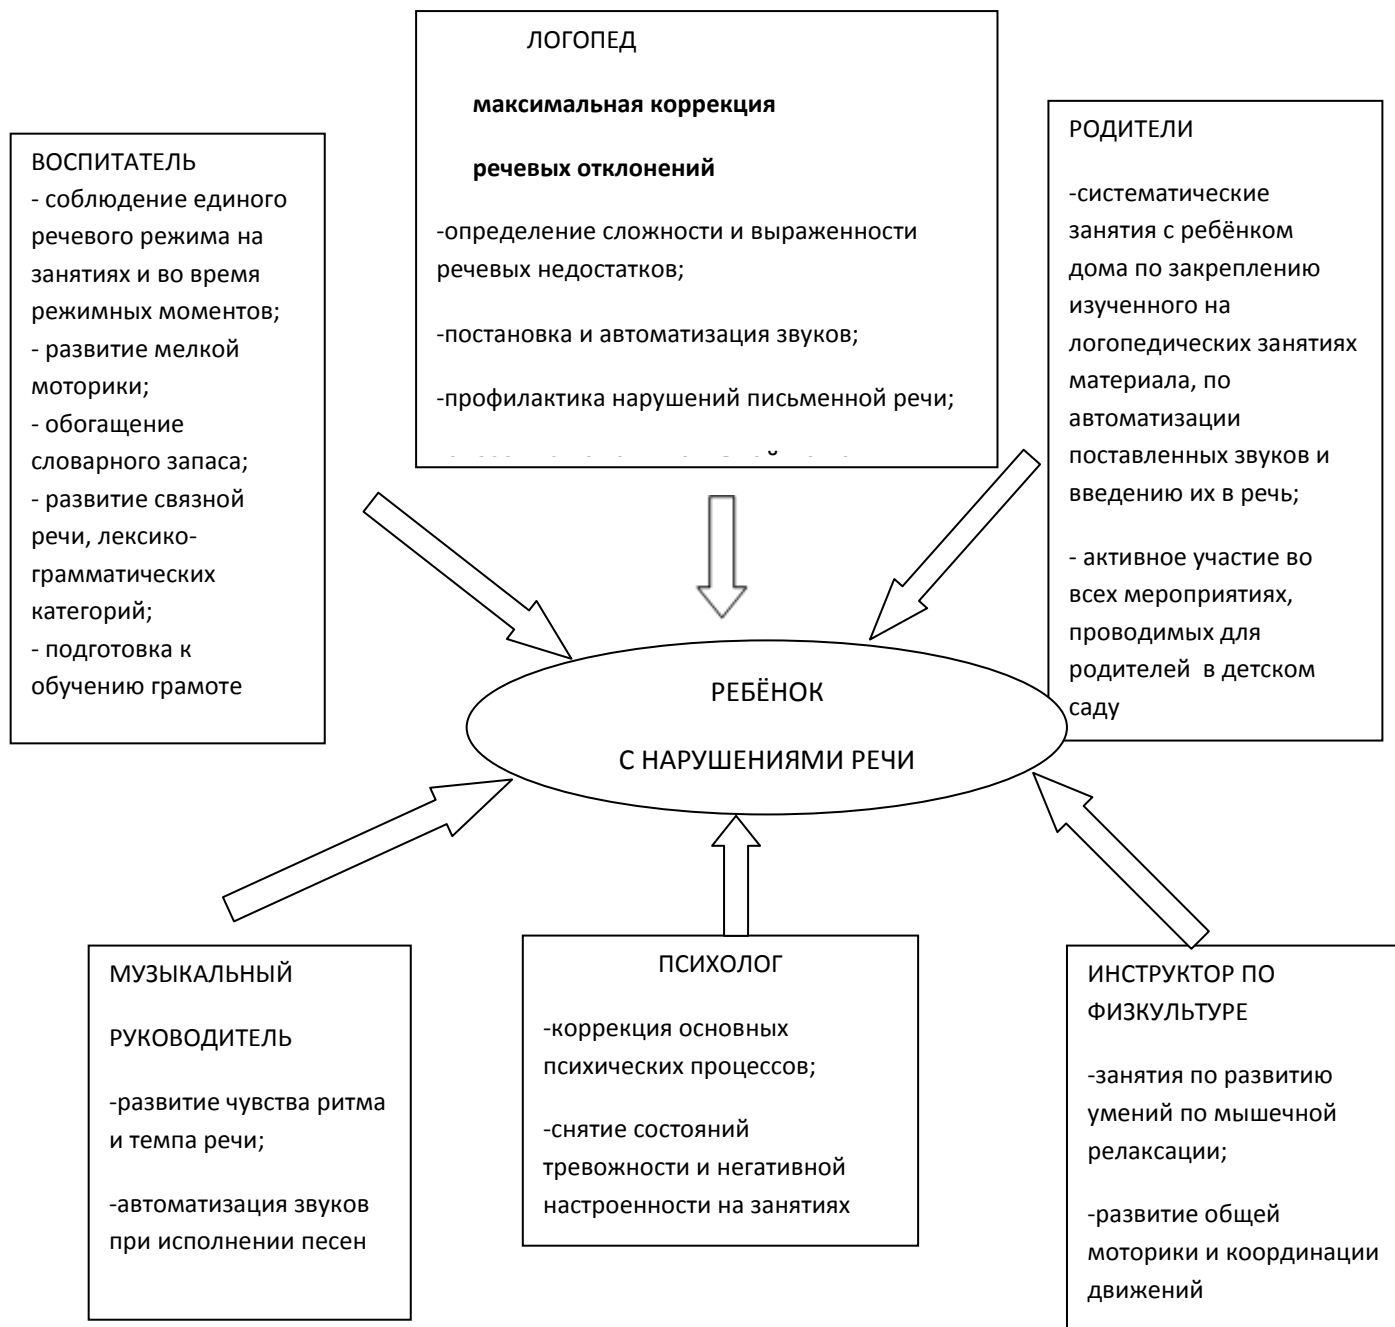 ЛОГОПЕД
максимальная коррекция
речевых отклонений
-определение сложности и выраженности
речевых недостатков;
-постановка и автоматизация звуков;
-профилактика нарушений письменной речи;
ВОСПИТАТЕЛЬ
- соблюдение единого
речевого режима на
занятиях и во время
режимных моментов;
- развитие мелкой
моторики;
- обогащение
словарного запаса;
- развитие связной
речи, лексико-
грамматических
категорий;
- подготовка к
обучению грамоте
РОДИТЕЛИ
-систематические
занятия с ребёнком
дома по закреплению
изученного на
логопедических занятиях
материала, по
автоматизации
поставленных звуков и
введению их в речь;
- активное участие во
всех мероприятиях,
проводимых для
родителей  в детском
саду
РЕБЁНОК
С НАРУШЕНИЯМИ РЕЧИ
МУЗЫКАЛЬНЫЙ
РУКОВОДИТЕЛЬ
-развитие чувства ритма
и темпа речи;
-автоматизация звуков
при исполнении песен
ПСИХОЛОГ
-коррекция основных
психических процессов;
-снятие состояний
тревожности и негативной
настроенности на занятиях
ИНСТРУКТОР ПО
ФИЗКУЛЬТУРЕ
-занятия по развитию
умений по мышечной
релаксации;
-развитие общей
моторики и координации
движений